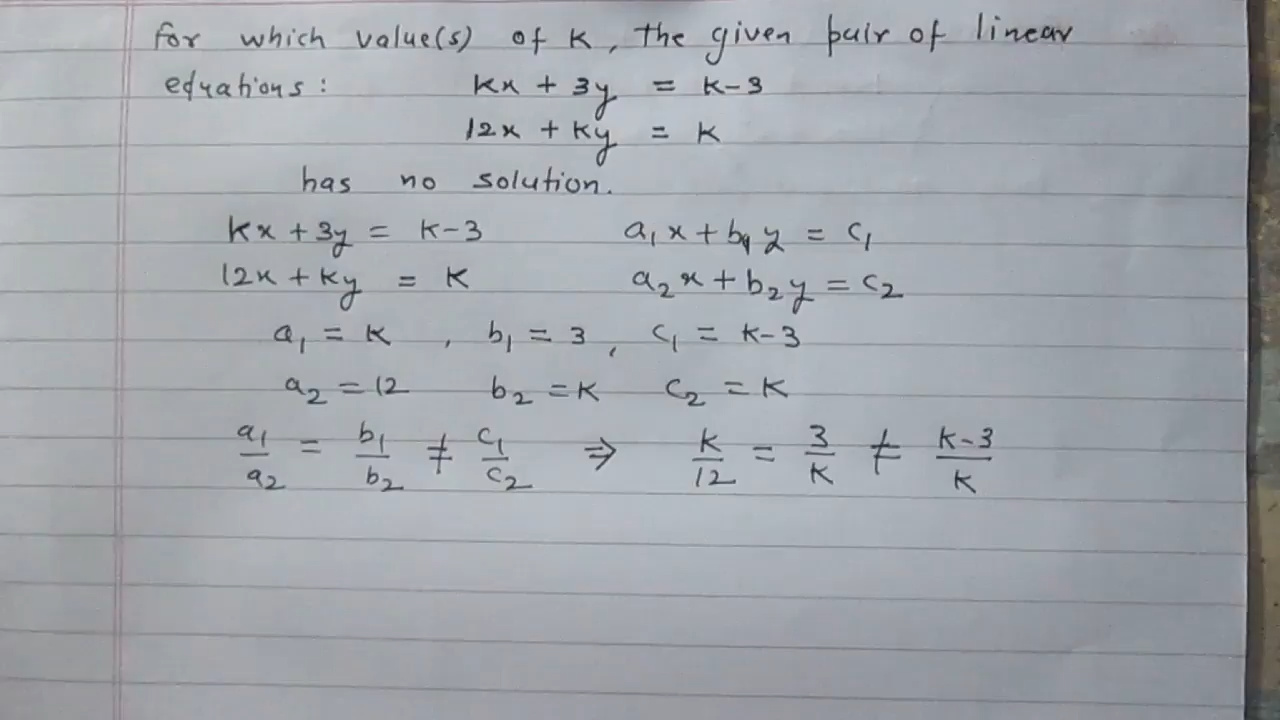 for which value(s) of K, the given pair of linear
equations: Kx + 3y = K-3
12x + Ky = K
has no solution.
Kx + 3y = K-3 a₁x + b₁y = c₁
12x + Ky = K a₂x + b₂y = c₂
a₁ = K , b₁ = 3 , c₁ = K-3
a₂ = 12 b₂ = K c₂ = K
a₁/a₂ = b₁/b₂ ≠ c₁/c₂ ⇒ K/12 = 3/K ≠ K-3/K